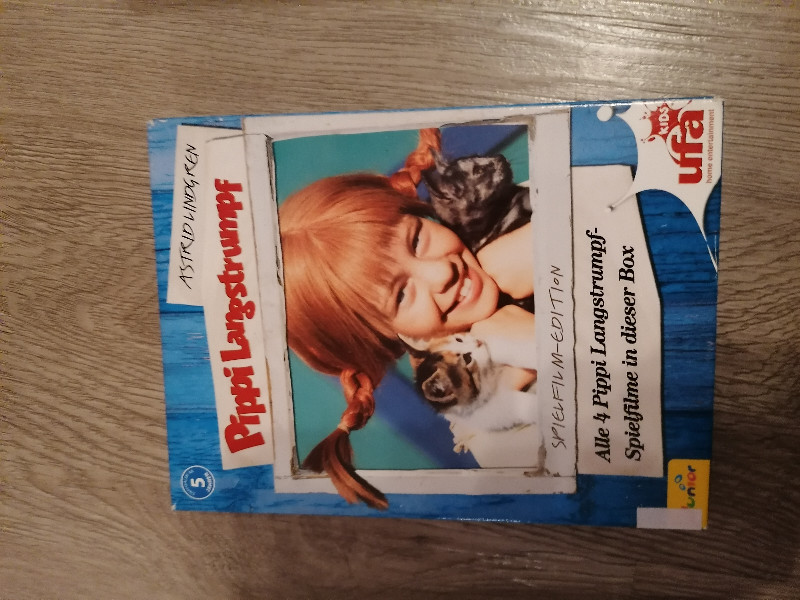 ASTRID LINDGREN
Pippi Langstrumpf
SPIELFILM-EDITION
Alle 4 Pippi Langstrumpf-
Spielfilme in dieser Box
KIDS
ufa
home entertainment
5
junior